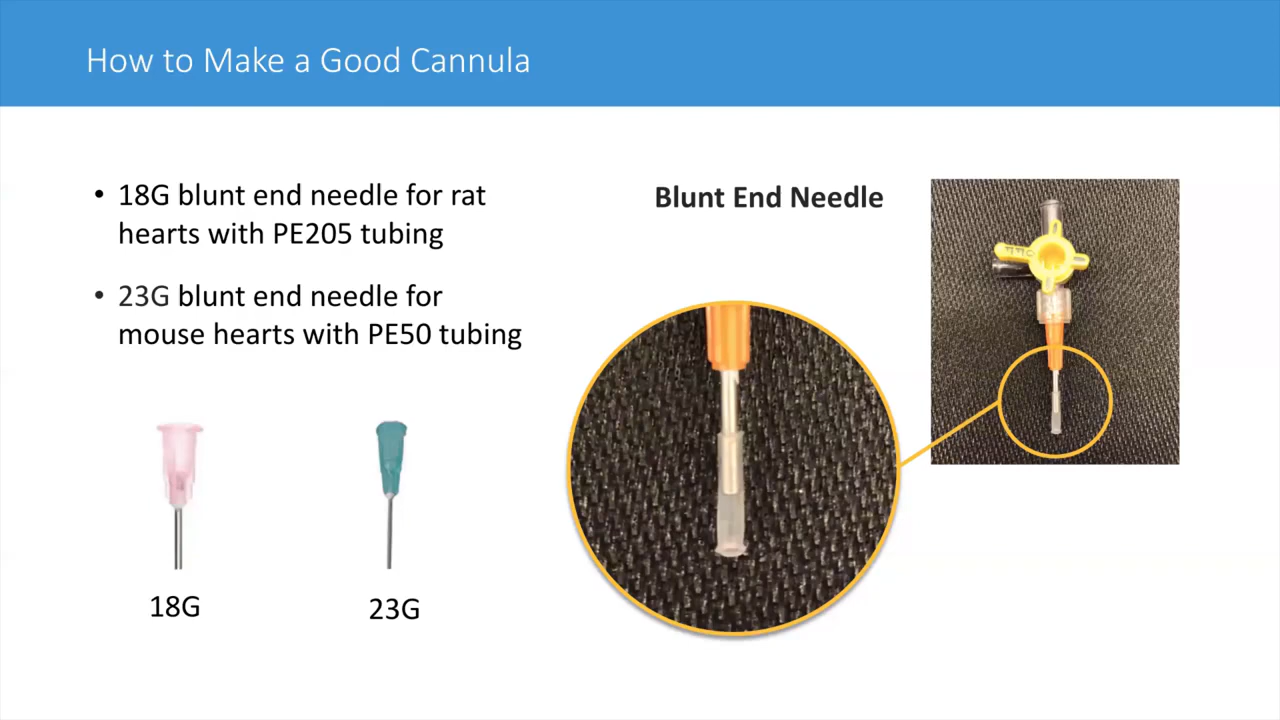 How to Make a Good Cannula
• 18G blunt end needle for rat
hearts with PE205 tubing
• 23G blunt end needle for
mouse hearts with PE50 tubing
Blunt End Needle
18G
23G